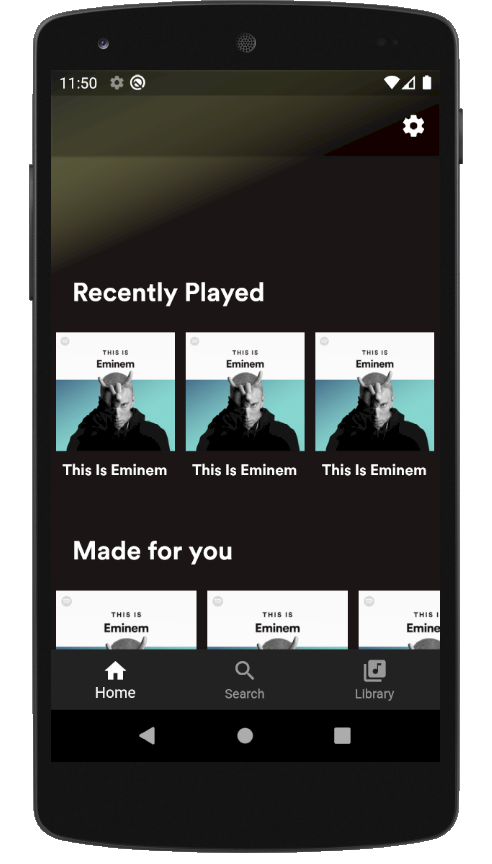 11:50
Recently Played
THIS IS THIS IS THIS IS
Eminem Eminem Eminem
This Is Eminem This Is Eminem This Is Eminem
Made for you
THIS IS THIS IS THIS IS
Eminem Eminem Eminem
Home Search Library